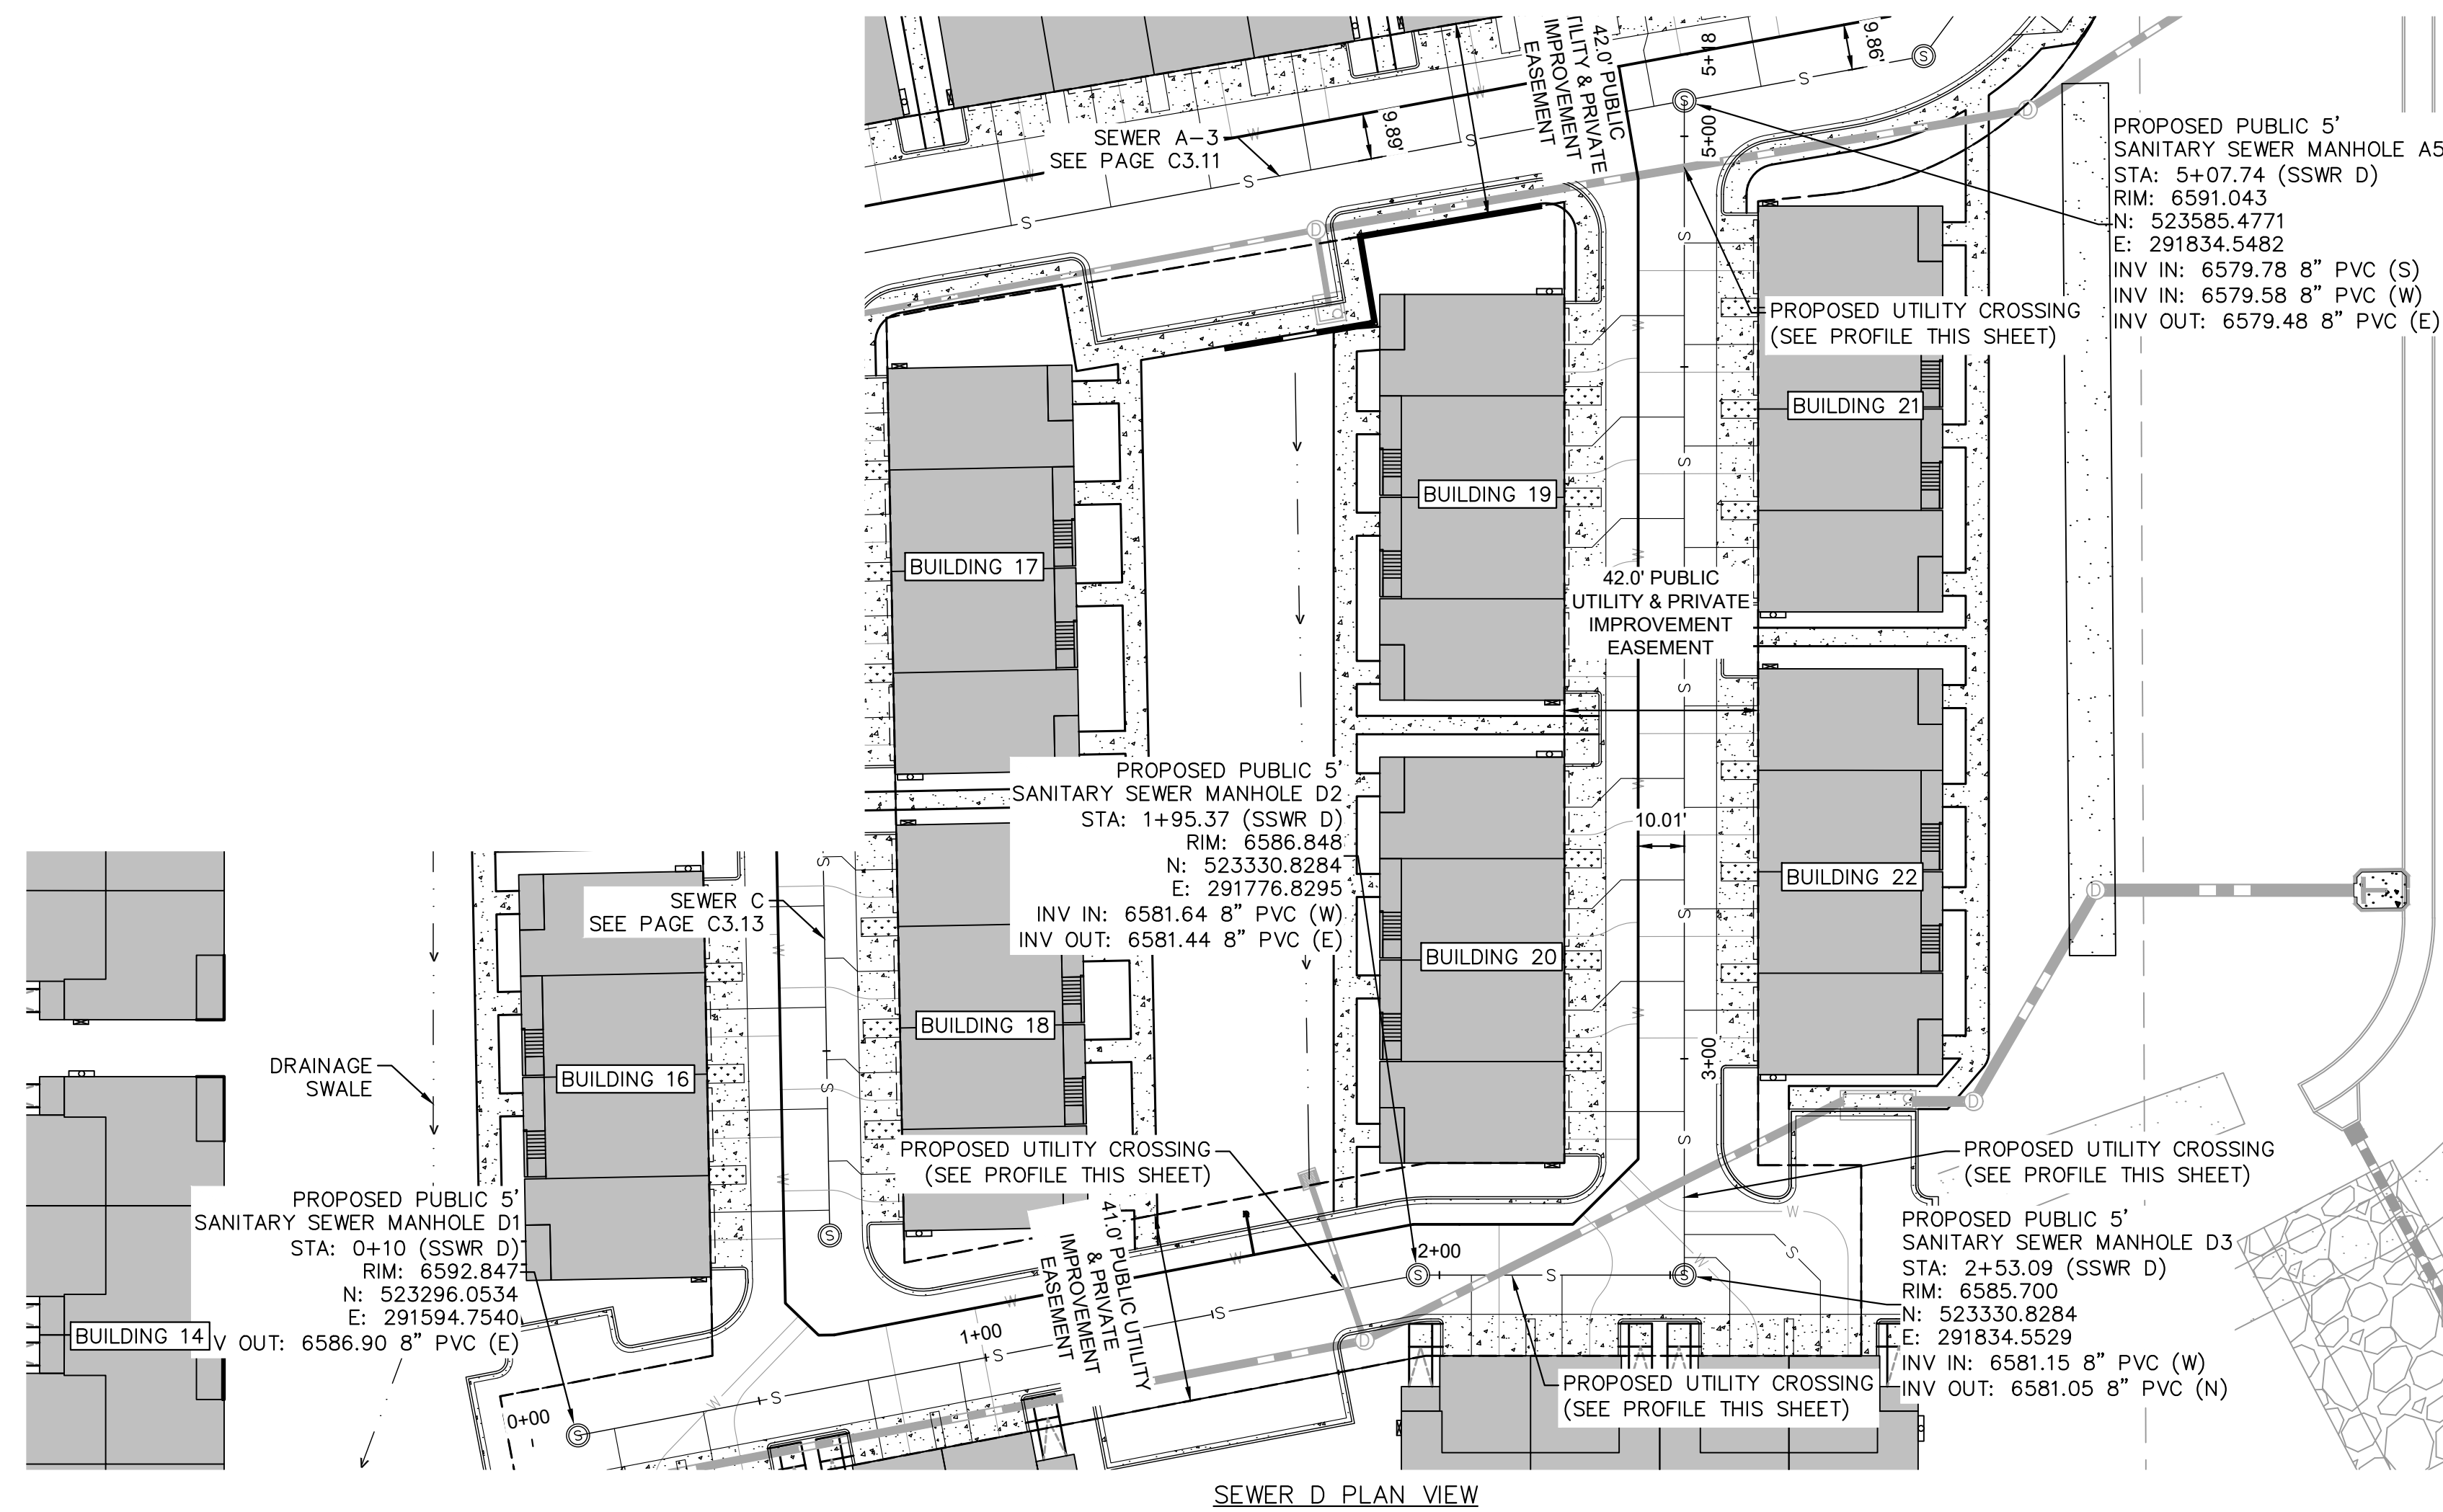 42.0' PUBLIC
UTILITY & PRIVATE
IMPROVEMENT
EASEMENT
5+18
9.86'
S
SEWER A-3
SEE PAGE C3.11
9.89'
5+00
PROPOSED PUBLIC 5'
SANITARY SEWER MANHOLE A5
STA: 5+07.74 (SSWR D)
RIM: 6591.043
N: 523585.4771
E: 291834.5482
INV IN: 6579.78 8" PVC (S)
INV IN: 6579.58 8" PVC (W)
INV OUT: 6579.48 8" PVC (E)
PROPOSED UTILITY CROSSING
(SEE PROFILE THIS SHEET)
BUILDING 21
BUILDING 19
BUILDING 17
42.0' PUBLIC
UTILITY & PRIVATE
IMPROVEMENT
EASEMENT
PROPOSED PUBLIC 5'
SANITARY SEWER MANHOLE D2
STA: 1+95.37 (SSWR D)
RIM: 6586.848
N: 523330.8284
E: 291776.8295
INV IN: 6581.64 8" PVC (W)
INV OUT: 6581.44 8" PVC (E)
10.01'
BUILDING 22
SEWER C
SEE PAGE C3.13
BUILDING 20
BUILDING 18
DRAINAGE
SWALE
BUILDING 16
3+00
PROPOSED UTILITY CROSSING
(SEE PROFILE THIS SHEET)
PROPOSED UTILITY CROSSING
(SEE PROFILE THIS SHEET)
PROPOSED PUBLIC 5'
SANITARY SEWER MANHOLE D1
STA: 0+10 (SSWR D)
RIM: 6592.847
N: 523296.0534
E: 291594.7540
V OUT: 6586.90 8" PVC (E)
BUILDING 14
41.0' PUBLIC UTILITY
& PRIVATE
IMPROVEMENT
EASEMENT
2+00
PROPOSED PUBLIC 5'
SANITARY SEWER MANHOLE D3
STA: 2+53.09 (SSWR D)
RIM: 6585.700
N: 523330.8284
E: 291834.5529
INV IN: 6581.15 8" PVC (W)
INV OUT: 6581.05 8" PVC (N)
1+00
PROPOSED UTILITY CROSSING
(SEE PROFILE THIS SHEET)
0+00
SEWER D PLAN VIEW